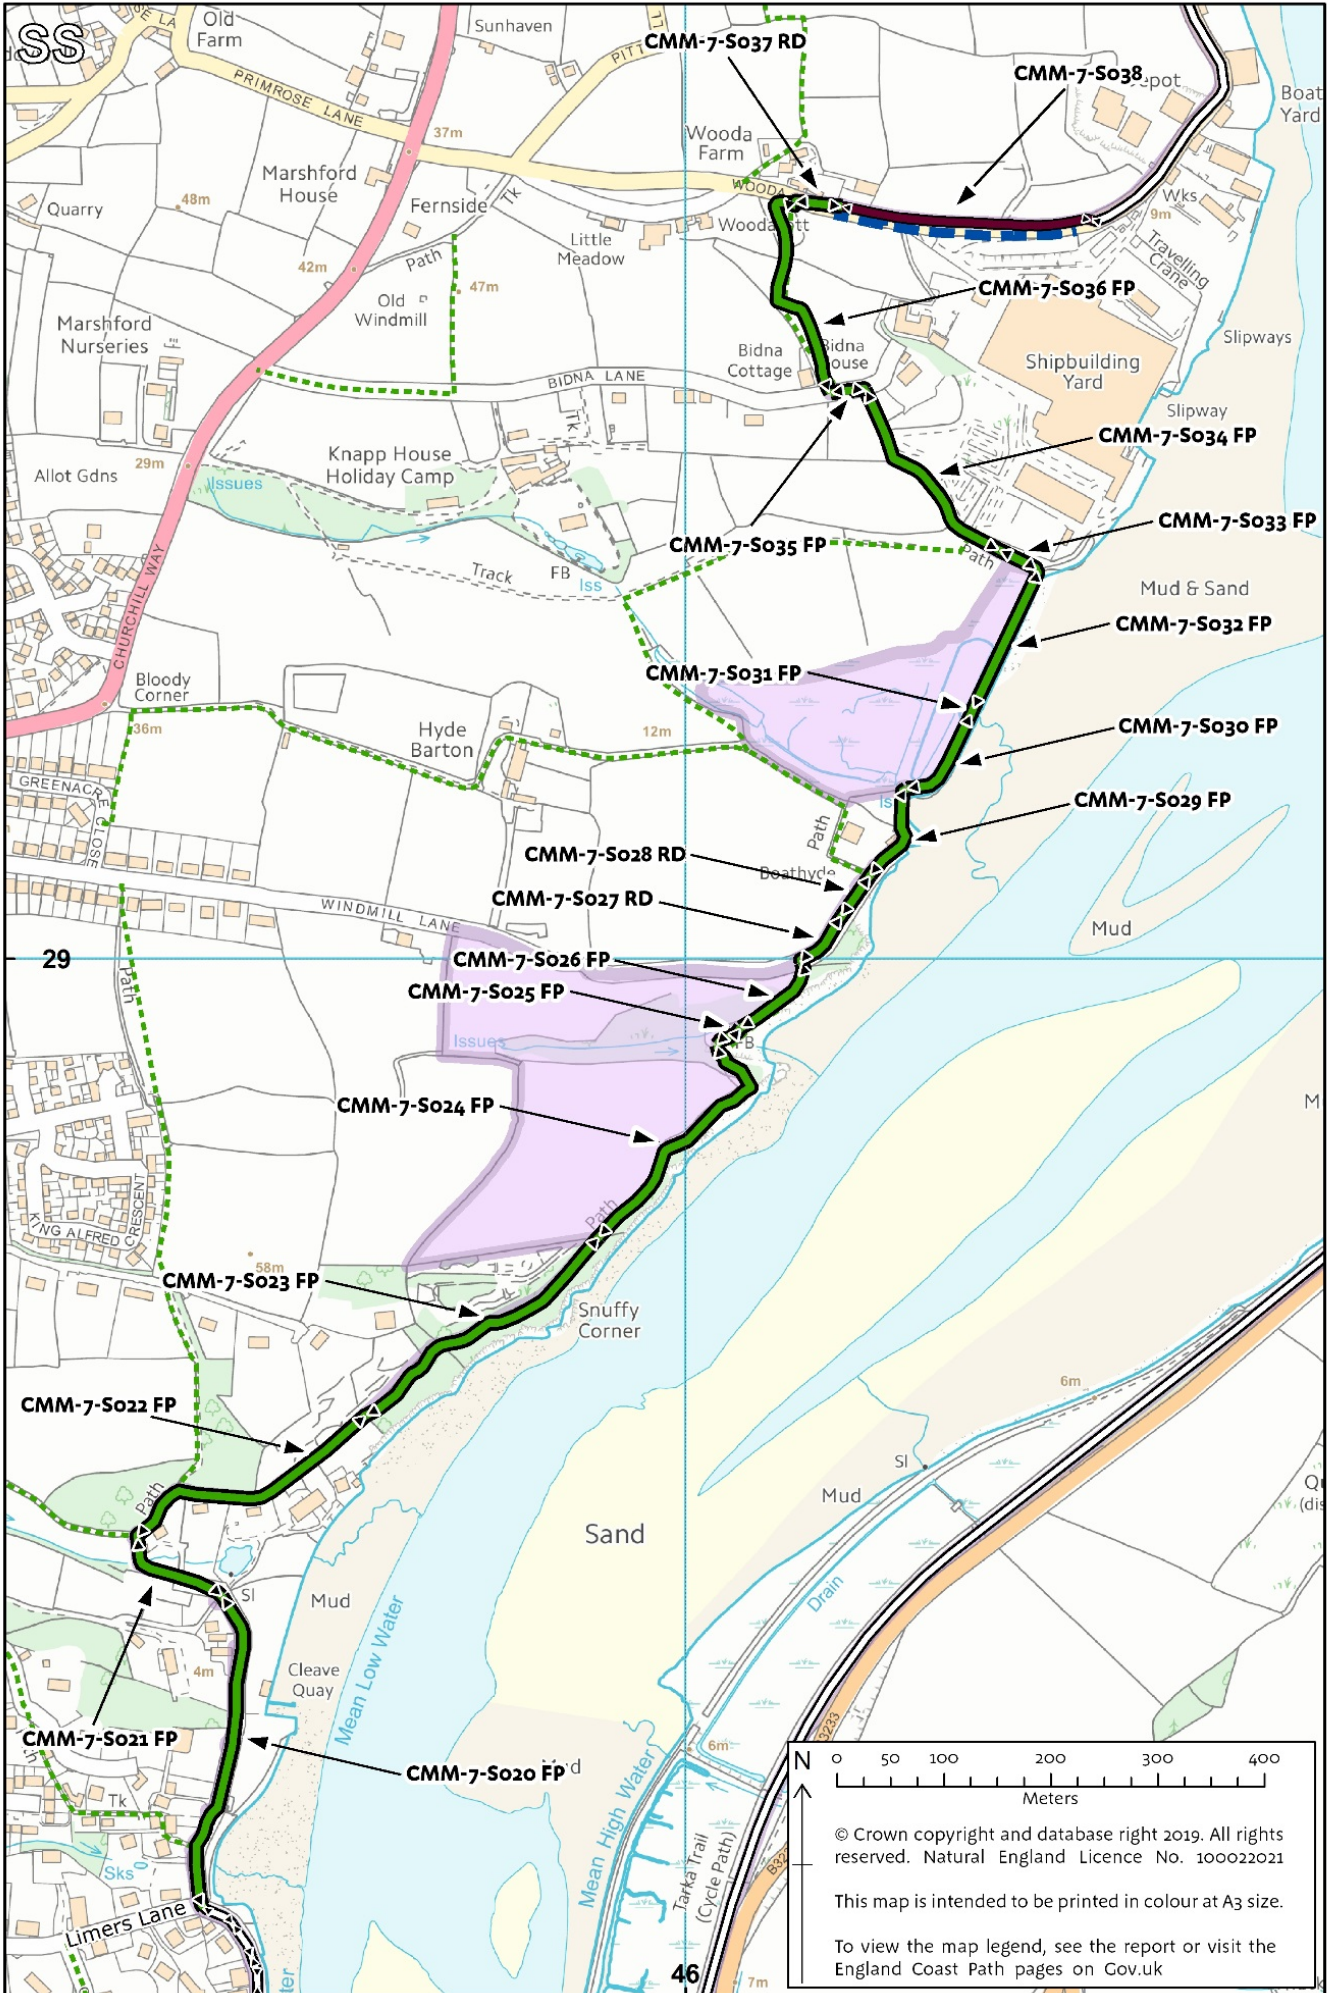 SS
Old
Farm
Sunhaven
CMM-7-S037 RD
CMM-7-S038
Boat
Yard
PRIMROSE LANE
37m
Wooda
Farm
Marshford
House
48m
Quarry
Fernside
Tk
WOODA
Wks
9m
Little
Meadow
Path
42m
47m
Old
Windmill
Travelling
Crane
CMM-7-S036 FP
Marshford
Nurseries
Slipways
Bidna
Cottage
Bidna
House
Shipbuilding
Yard
BIDNA LANE
Tk
Slipway
CMM-7-S034 FP
Knapp House
Holiday Camp
29m
Allot Gdns
Issues
CMM-7-S033 FP
CMM-7-S035 FP
Path
Track
FB
Iss
Mud & Sand
CHURCHILL WAY
CMM-7-S032 FP
CMM-7-S031 FP
Bloody
Corner
36m
Hyde
Barton
12m
CMM-7-S030 FP
GREENACRE CLOSE
CMM-7-S029 FP
Path
CMM-7-S028 RD
Boathyde
CMM-7-S027 RD
WINDMILL LANE
Mud
29
CMM-7-S026 FP
Path
CMM-7-S025 FP
Issues
FB
CMM-7-S024 FP
KING ALFRED CRESCENT
Path
58m
CMM-7-S023 FP
Snuffy
Corner
6m
CMM-7-S022 FP
Sl
Path
Mud
Sand
Drain
Sl
Mud
Mean Low Water
4m
Cleave
Quay
CMM-7-S021 FP
B3233
6m
CMM-7-S020 FP
Tk
Mean High Water
Tarka Trail
(Cycle Path)
Sks
Limers Lane
46
7m
N
0 50 100 200 300 400
Meters
© Crown copyright and database right 2019. All rights
reserved. Natural England Licence No. 100022021
This map is intended to be printed in colour at A3 size.
To view the map legend, see the report or visit the
England Coast Path pages on Gov.uk